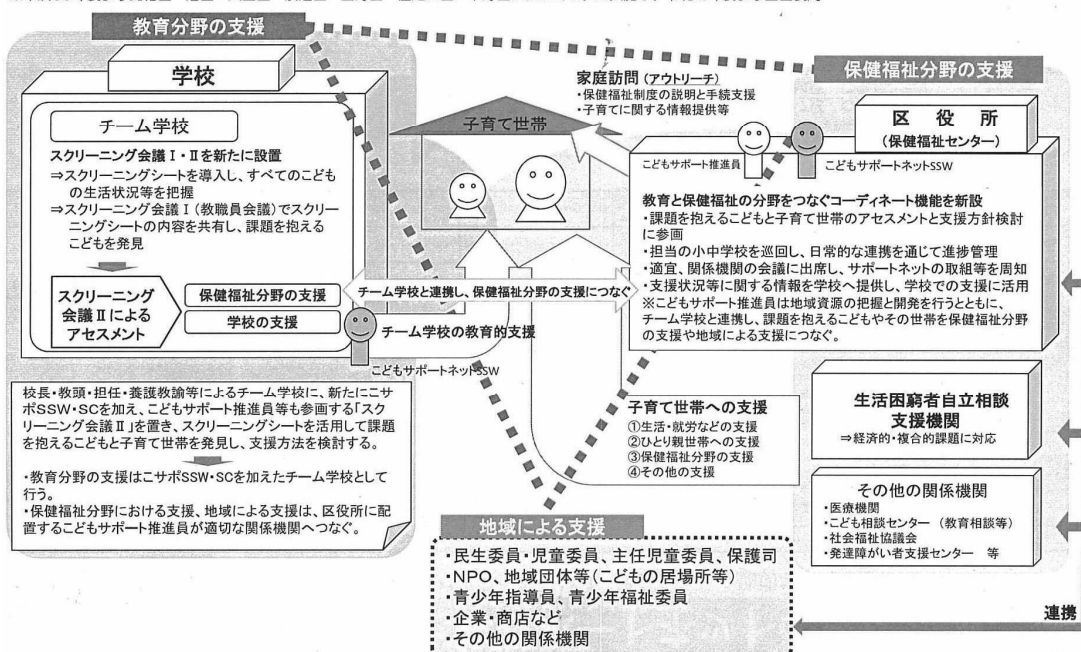 教育分野の支援
学校
チーム学校
スクリーニング会議Ⅰ・Ⅱを新たに設置
⇒スクリーニングシートを導入し、すべてのこども
の生活状況等を把握
⇒スクリーニング会議Ⅰ(教職員会議)でスクリー
ニングシートの内容を共有し、課題を抱える
こどもを発見
スクリーニング
会議Ⅱによる
アセスメント
保健福祉分野の支援
学校の支援
チーム学校の教育的支援
こどもサポートネットSSW
校長・教頭・担任・養護教諭等によるチーム学校に、新たにこサ
ポSSW・SCを加え、こどもサポート推進員等も参画する「スク
リーニング会議Ⅱ」を置き、スクリーニングシートを活用して課題
を抱えるこどもと子育て世帯を発見し、支援方法を検討する。
・教育分野の支援はこサポSSW・SCを加えたチーム学校として
行う。
・保健福祉分野における支援、地域による支援は、区役所に配
置するこどもサポート推進員が適切な関係機関へつなぐ。
家庭訪問(アウトリーチ)
・保健福祉制度の説明と手続支援
・子育てに関する情報提供等
子育て世帯
チーム学校と連携し、保健福祉分野の支援につなぐ
子育て世帯への支援
①生活・就労などの支援
②ひとり親世帯への支援
③保健福祉分野の支援
④その他の支援
地域による支援
・民生委員・児童委員、主任児童委員、保護司
・NPO、地域団体等(こどもの居場所等)
・青少年指導員、青少年福祉委員
・企業・商店など
・その他の関係機関
保健福祉分野の支援
区役所
(保健福祉センター)
こどもサポート推進員
こどもサポートネットSSW
教育と保健福祉の分野をつなぐコーディネート機能を新設
・課題を抱えるこどもと子育て世帯のアセスメントと支援方針検討
に参画
・担当の小中学校を巡回し、日常的な連携を通じて進捗管理
・適宜、関係機関の会議に出席し、サポートネットの取組等を周知
・支援状況等に関する情報を学校へ提供し、学校での支援に活用
※こどもサポート推進員は地域資源の把握と開発を行うとともに、
チーム学校と連携し、課題を抱えるこどもやその世帯を保健福祉分野
の支援や地域による支援につなぐ。
生活困窮者自立相談
支援機関
⇒経済的・複合的課題に対応
その他の関係機関
・医療機関
・こども相談センター(教育相談等)
・社会福祉協議会
・発達障がい者支援センター 等
連携